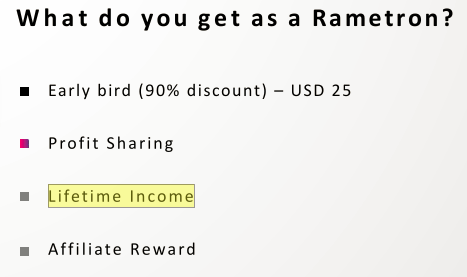 What do you get as a Rametron?
Early bird (90% discount) – USD 25
Profit Sharing
Lifetime Income
Affiliate Reward